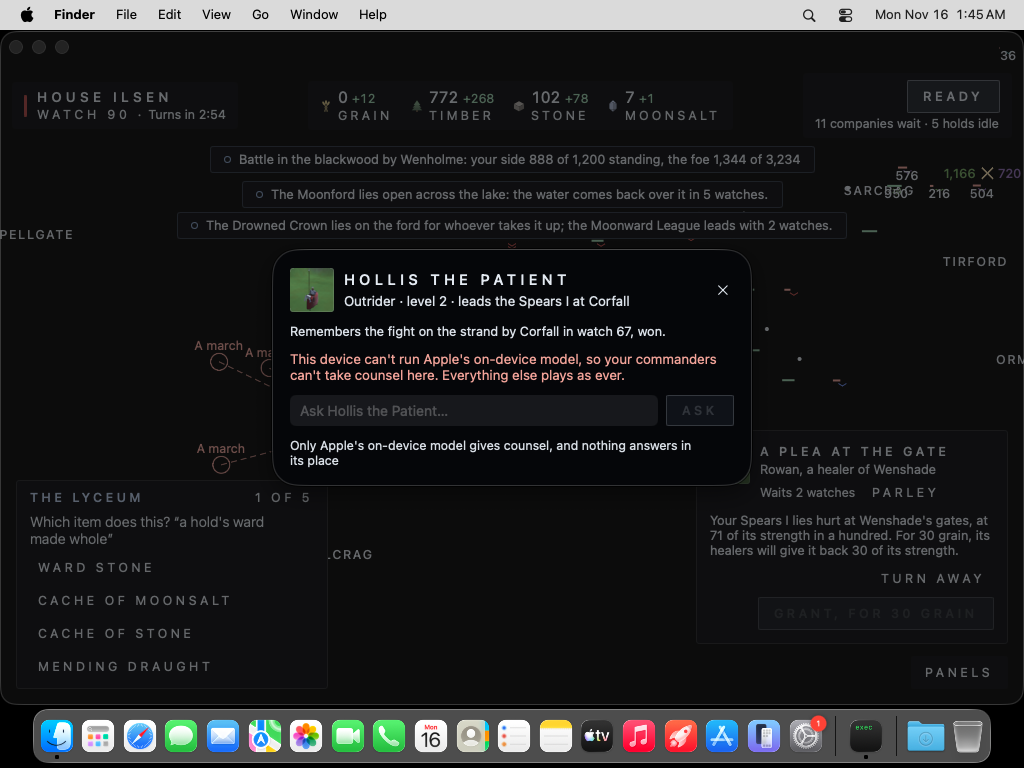 Finder File Edit View Go Window Help Mon Nov 16 1:45 AM
36
HOUSE ILSEN
WATCH 90 · Turns in 2:54
0 +12
GRAIN
772 +268
TIMBER
102 +78
STONE
7 +1
MOONSALT
READY
11 companies wait · 5 holds idle
Battle in the blackwood by Wenholme: your side 888 of 1,200 standing, the foe 1,344 of 3,234
The Moonford lies open across the lake: the water comes back over it in 5 watches.
The Drowned Crown lies on the ford for whoever takes it up; the Moonward League leads with 2 watches.
576
1,166
720
216
504
PELLGATE
TIRFORD
HOLLIS THE PATIENT
Outrider · level 2 · leads the Spears I at Corfall
Remembers the fight on the strand by Corfall in watch 67, won.
This device can't run Apple's on-device model, so your commanders
can't take counsel here. Everything else plays as ever.
Ask Hollis the Patient...
ASK
Only Apple's on-device model gives counsel, and nothing answers in
its place
A march
A ma
ORM
A march
THE LYCEUM
1 OF 5
Which item does this? "a hold's ward
made whole"
WARD STONE
CACHE OF MOONSALT
CACHE OF STONE
MENDING DRAUGHT
LCRAG
A PLEA AT THE GATE
Rowan, a healer of Wenshade
Waits 2 watches PARLEY
Your Spears I lies hurt at Wenshade's gates, at
71 of its strength in a hundred. For 30 grain, its
healers will give it back 30 of its strength.
TURN AWAY
GRANT, FOR 30 GRAIN
PANELS
Mon
16
tv
1
exec